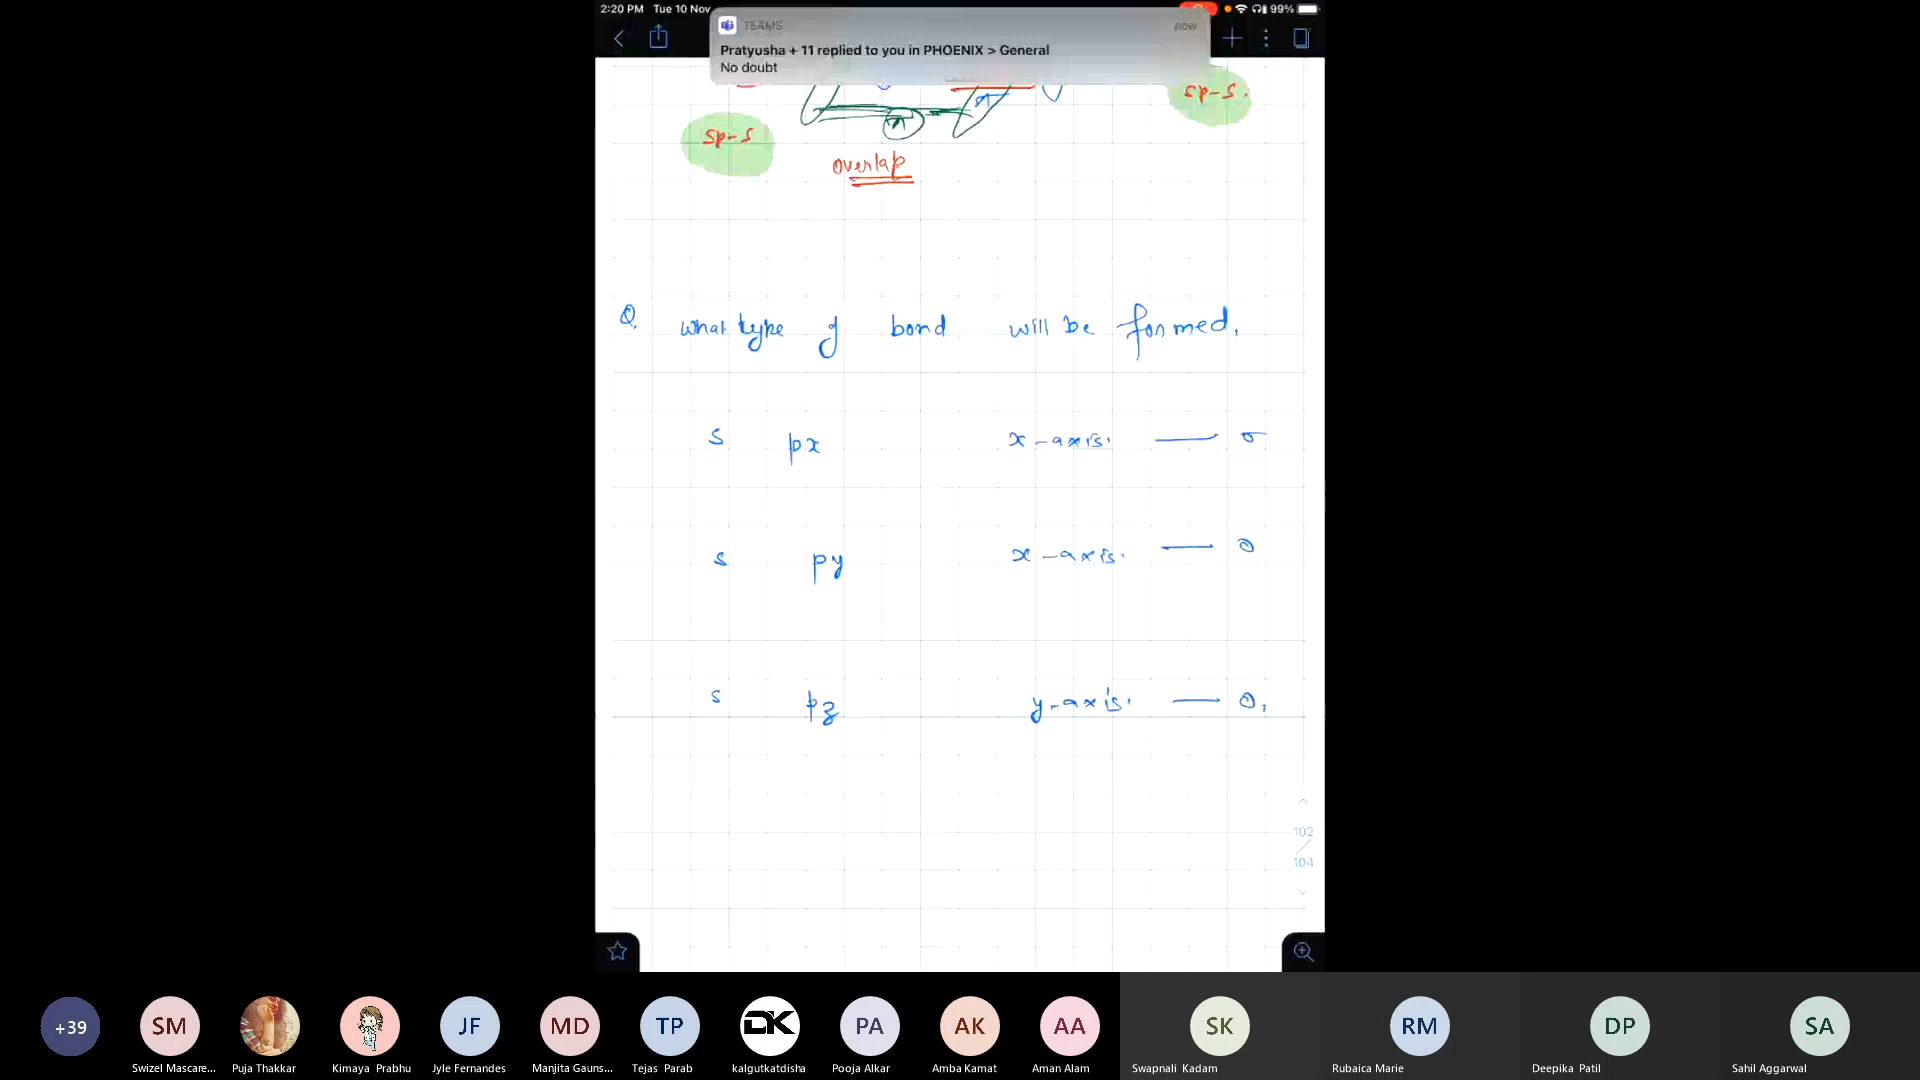 2:20 PM Tue 10 Nov 99%
TEAMS now
Pratyusha + 11 replied to you in PHOENIX > General
No doubt
sp-s.
sp-s
π
π
overlap
Q. what type of bond will be formed.
s px x-axis. — σ
s py x-axis. — 0
s pz y-axis. — 0.
102
104
+39 SM JF MD TP DK PA AK AA SK RM DP SA
Swizel Mascare... Puja Thakkar Kimaya Prabhu Jyle Fernandes Manjita Gauns... Tejas Parab kalgutkatdisha Pooja Alkar Amba Kamat Aman Alam Swapnali Kadam Rubaica Marie Deepika Patil Sahil Aggarwal